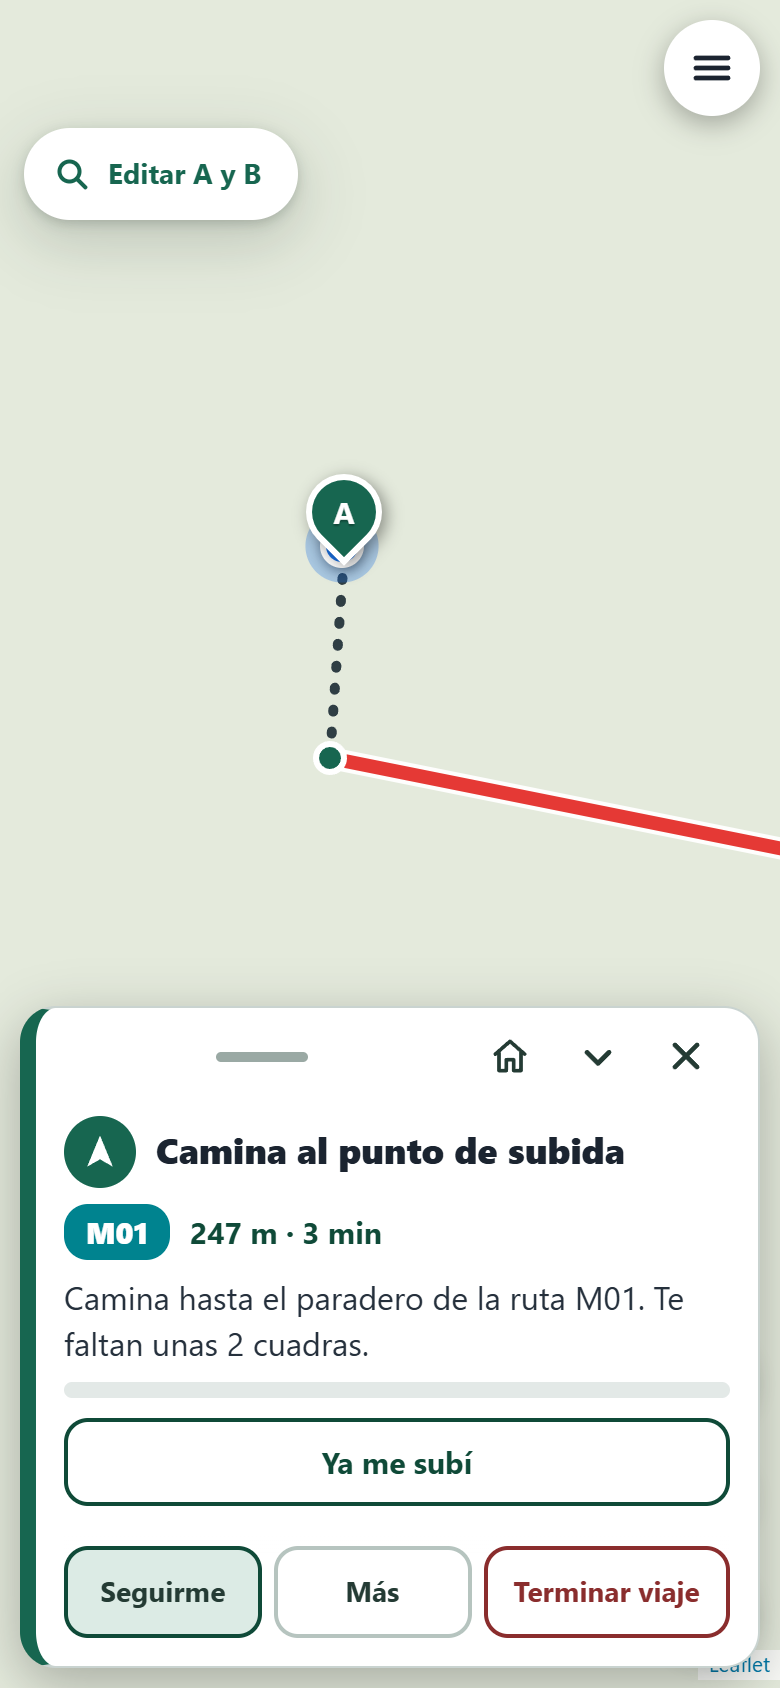 Editar A y B
A
Camina al punto de subida
M01
247 m · 3 min
Camina hasta el paradero de la ruta M01. Te
faltan unas 2 cuadras.
Ya me subí
Seguirme
Más
Terminar viaje
Leaflet